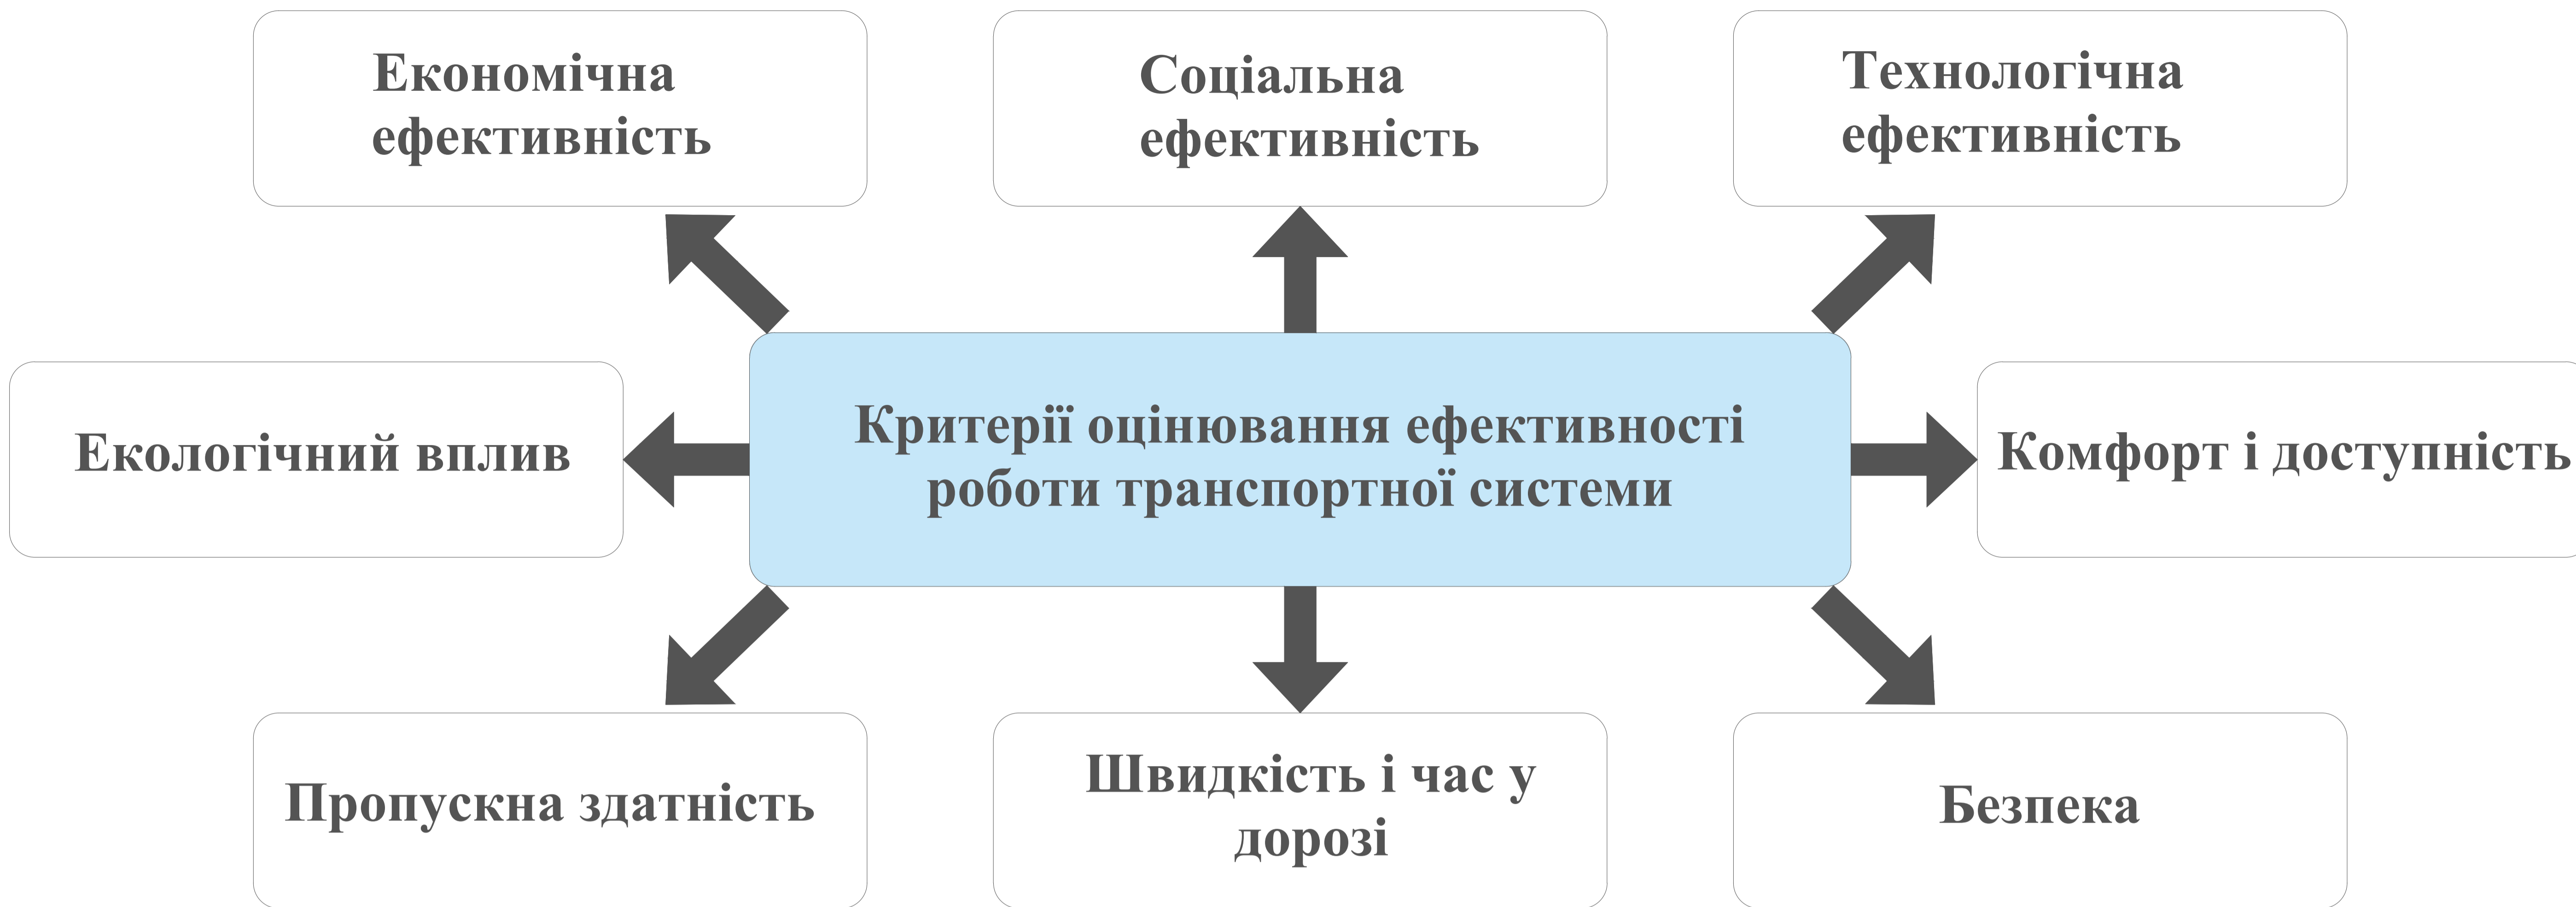 Економічна
ефективність
Соціальна
ефективність
Технологічна
ефективність
Екологічний вплив
Критерії оцінювання ефективності
роботи транспортної системи
Комфорт і доступність
Пропускна здатність
Швидкість і час у
дорозі
Безпека